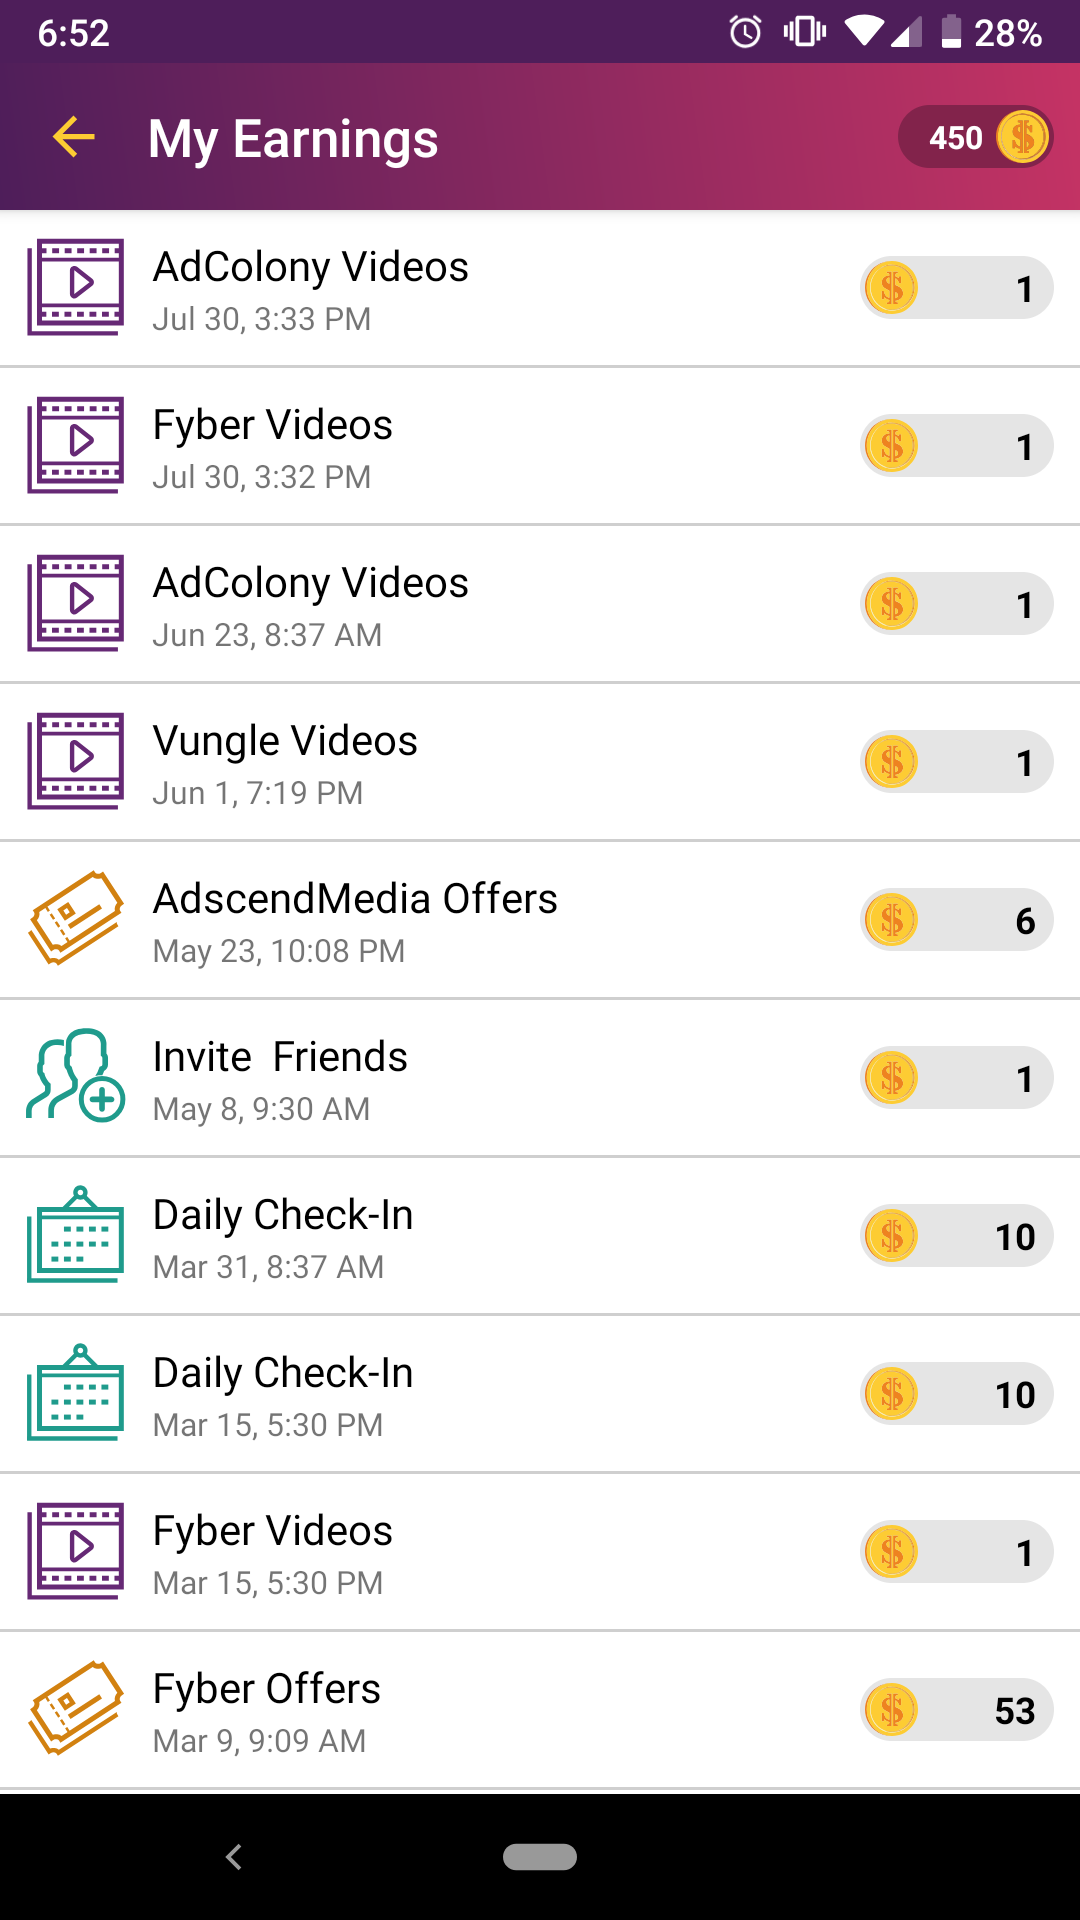 6:52 28%
My Earnings 450
AdColony Videos 1
Jul 30, 3:33 PM
Fyber Videos 1
Jul 30, 3:32 PM
AdColony Videos 1
Jun 23, 8:37 AM
Vungle Videos 1
Jun 1, 7:19 PM
AdscendMedia Offers 6
May 23, 10:08 PM
Invite  Friends 1
May 8, 9:30 AM
Daily Check-In 10
Mar 31, 8:37 AM
Daily Check-In 10
Mar 15, 5:30 PM
Fyber Videos 1
Mar 15, 5:30 PM
Fyber Offers 53
Mar 9, 9:09 AM